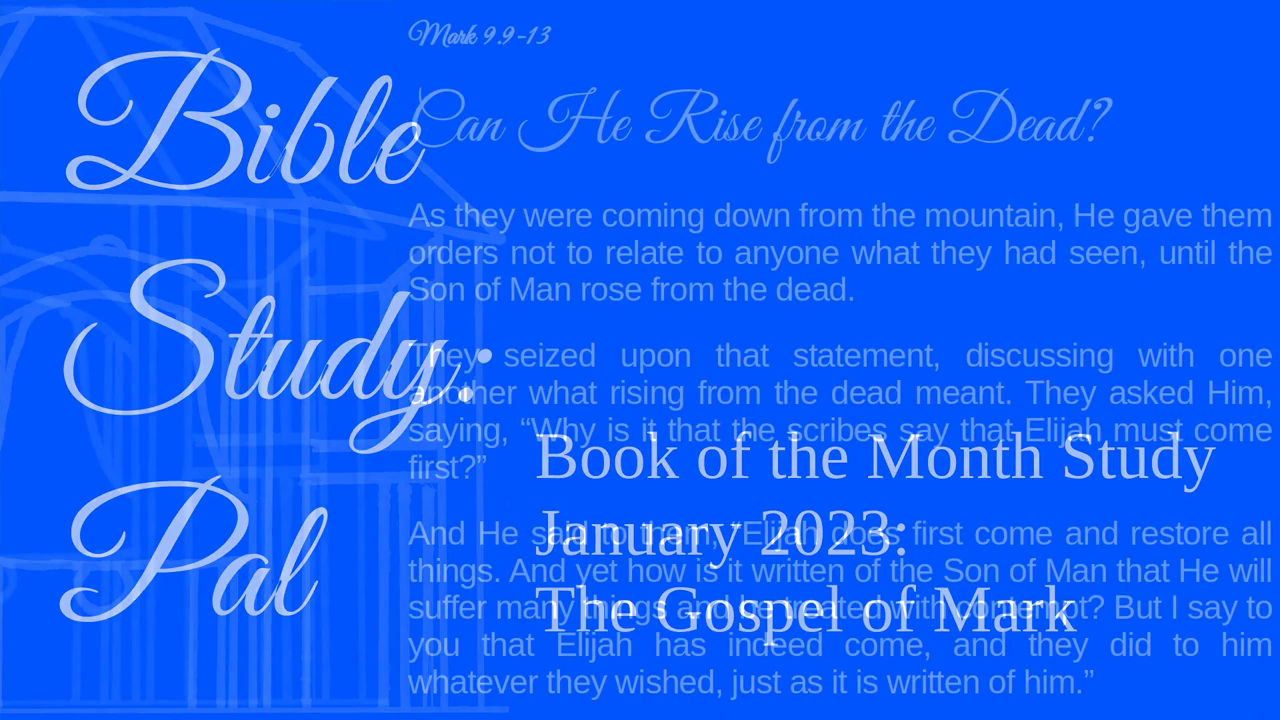 Bible
Study:
Pal
Mark 9.9-13
Can He Rise from the Dead?
As they were coming down from the mountain, He gave them
orders not to relate to anyone what they had seen, until the
Son of Man rose from the dead.
They seized upon that statement, discussing with one
another what rising from the dead meant. They asked Him,
saying, “Why is it that the scribes say that Elijah must come
first?”
And He said to them, “Elijah does first come and restore all
things. And yet how is it written of the Son of Man that He will
suffer many things and be treated with contempt? But I say to
you that Elijah has indeed come, and they did to him
whatever they wished, just as it is written of him.”
Book of the Month Study
January 2023:
The Gospel of Mark